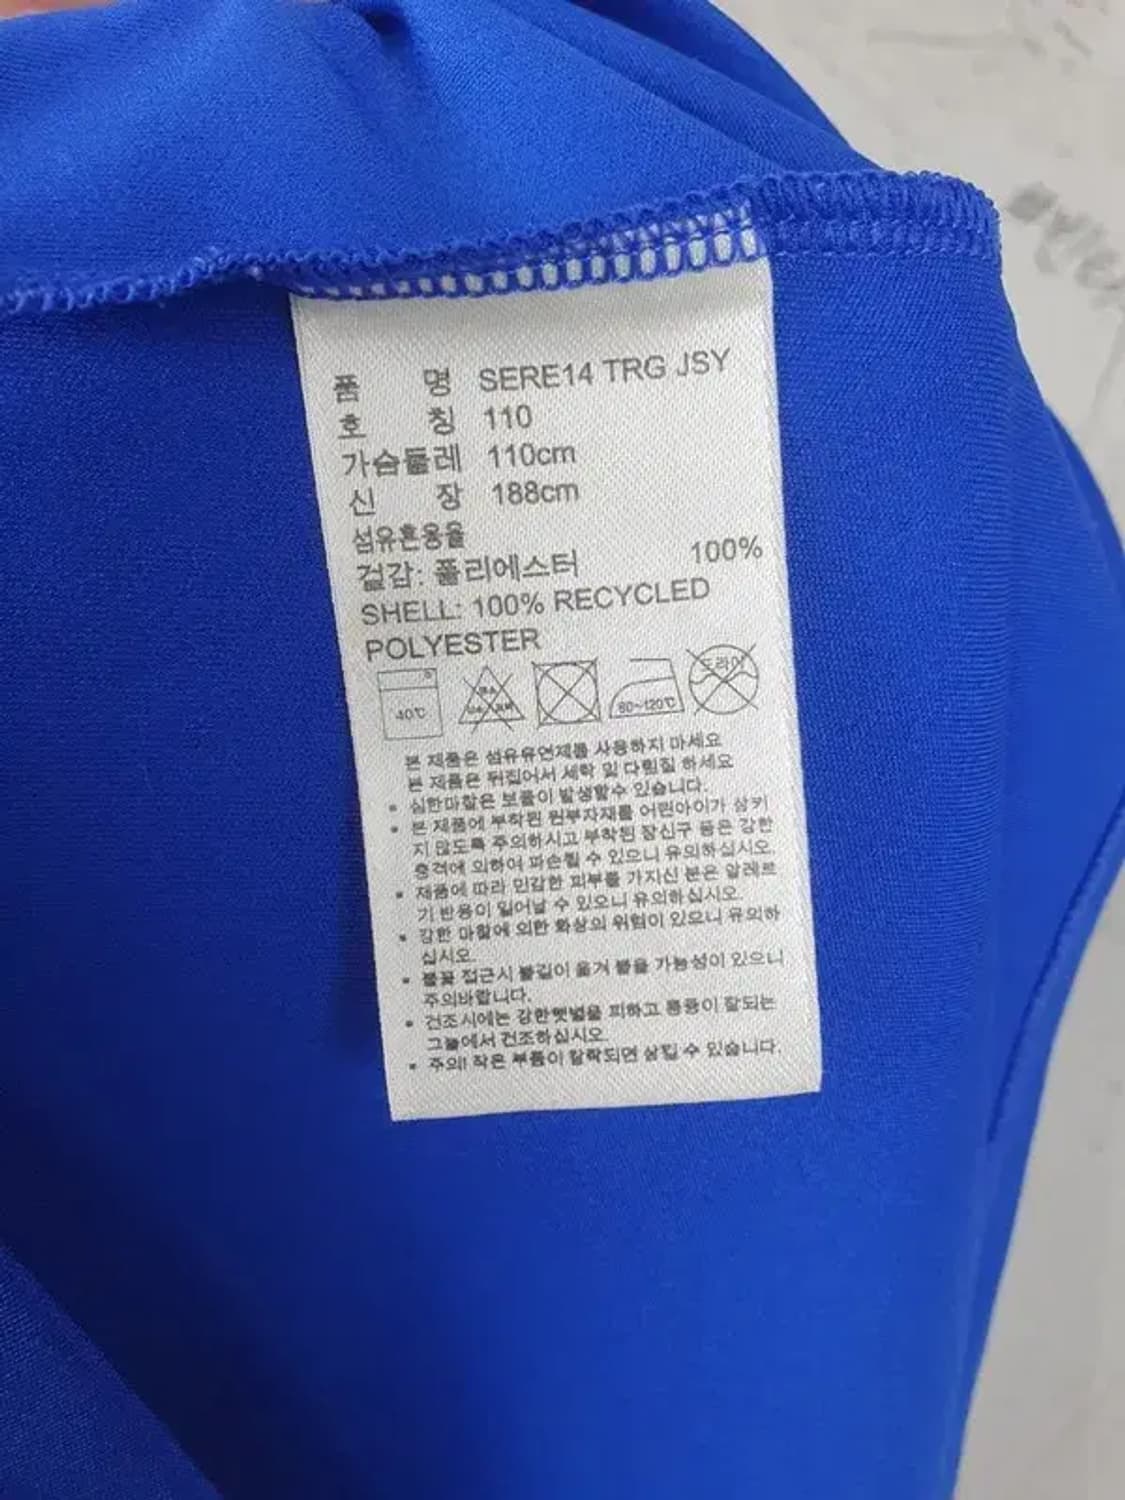 품 명 SERE14 TRG JSY
호 칭 110
가슴둘레 110cm
신 장 188cm
섬유혼용율
겉감: 폴리에스터 100%
SHELL: 100% RECYCLED
POLYESTER
40℃ 80~120℃ 드라이
본 제품은 섬유유연제를 사용하지 마세요
본 제품은 뒤집어서 세탁 및 다림질 하세요
• 심한마찰은 보풀이 발생할수 있습니다.
• 본 제품에 부착된 원부자재를 어린아이가 삼키
지 않도록 주의하시고 부착된 장신구 등은 강한
충격에 의하여 파손될 수 있으니 유의하십시오.
• 제품에 따라 민감한 피부를 가지신 분은 알레르
기 반응이 일어날 수 있으니 유의하십시오.
• 강한 마찰에 의한 화상의 위험이 있으니 유의하
십시오.
• 불꽃 접근시 불길이 옮겨 붙을 가능성이 있으니
주의바랍니다.
• 건조시에는 강한햇볕을 피하고 통풍이 잘되는
그늘에서 건조하십시오.
• 주의! 작은 부품이 탈락되면 삼킬 수 있습니다.